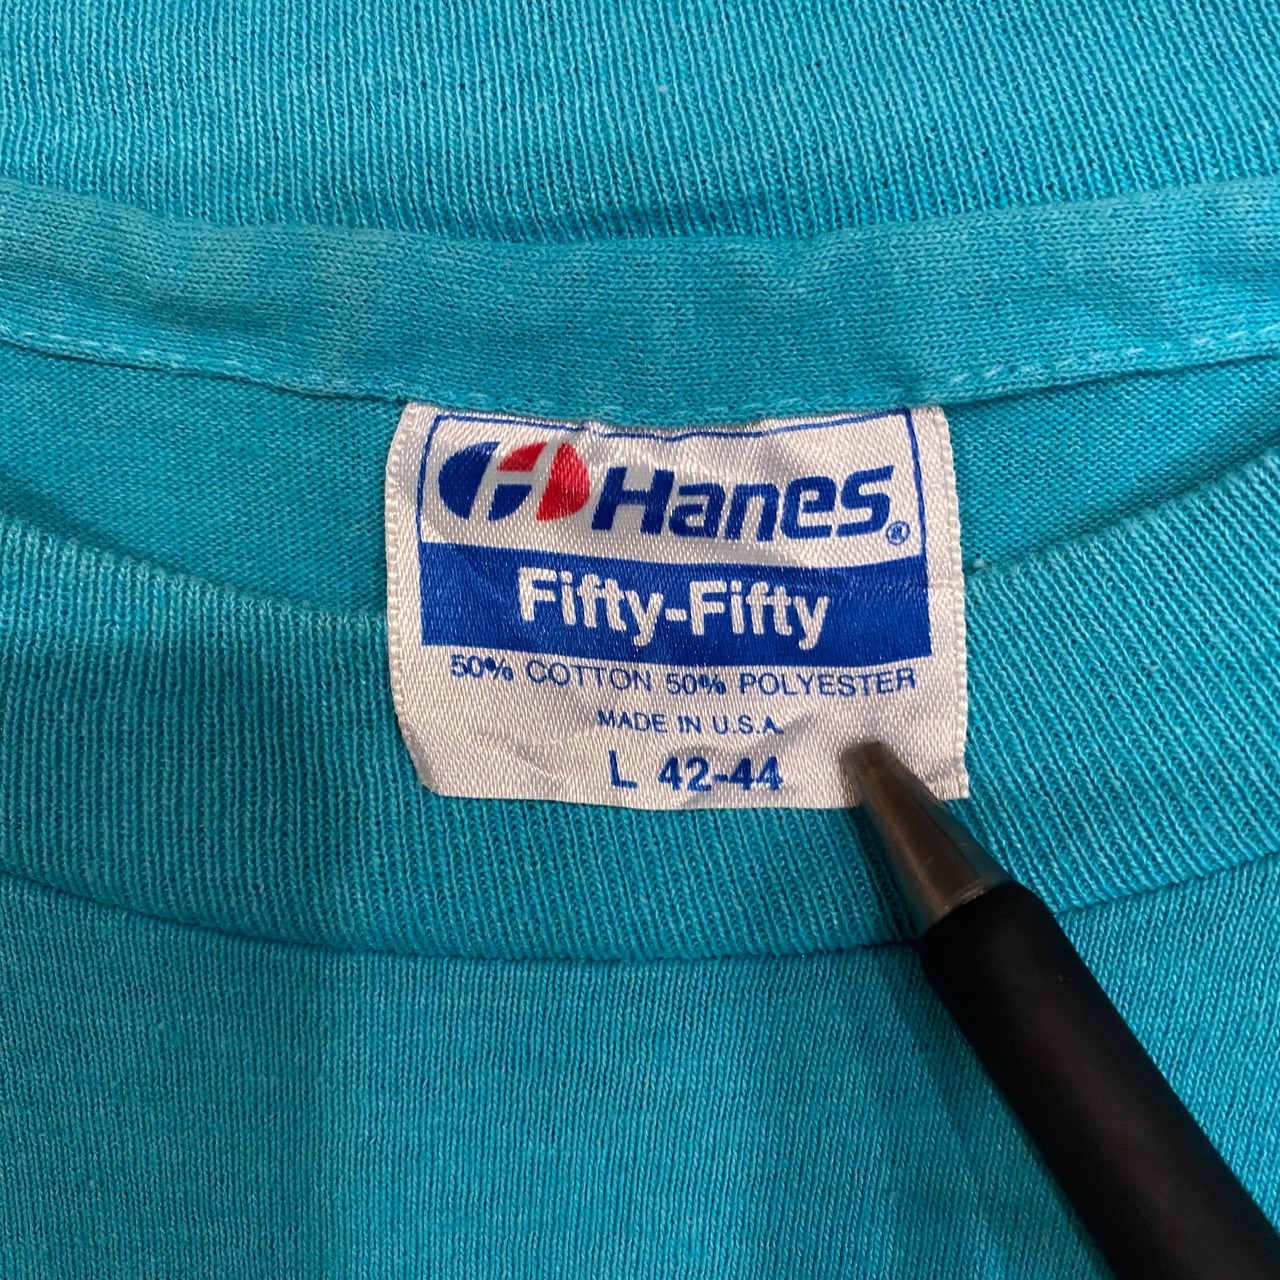 Hanes®
Fifty-Fifty
50% COTTON 50% POLYESTER
MADE IN U.S.A.
L 42-44